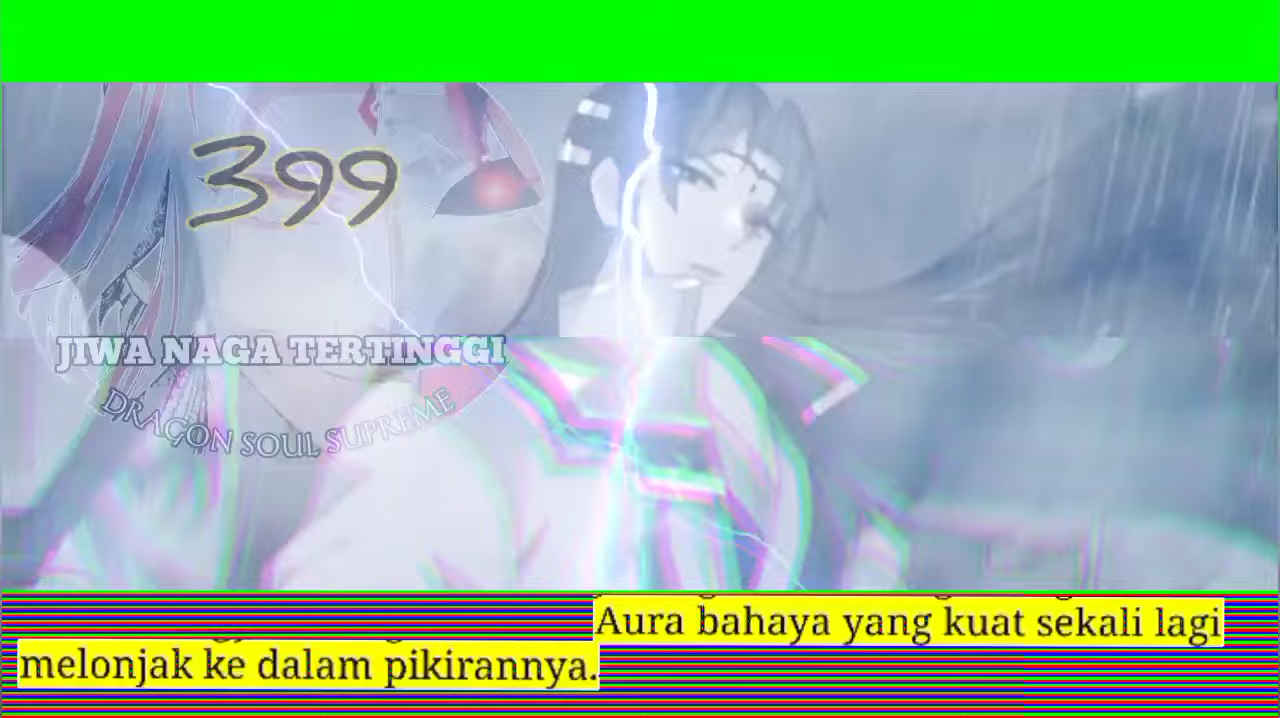 399
JIWA NAGA TERTINGGI
DRAGON SOUL SUPREME
Aura bahaya yang kuat sekali lagi
melonjak ke dalam pikirannya.